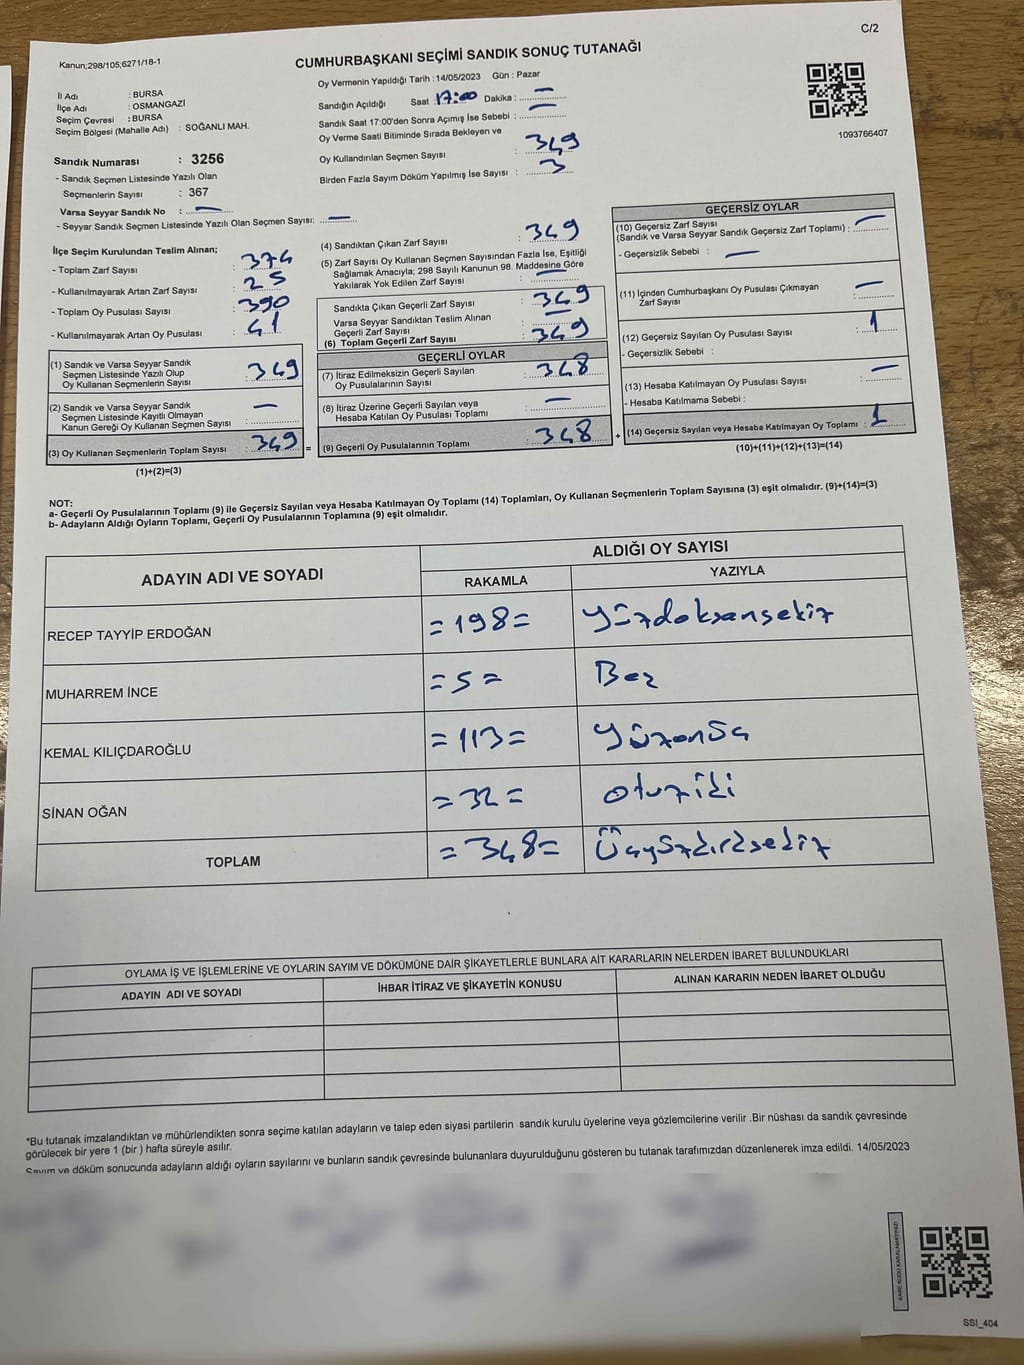 C/2
Kanun;298/105;6271/18-1
CUMHURBAŞKANI SEÇİMİ SANDIK SONUÇ TUTANAĞI
İl Adı : BURSA
İlçe Adı : OSMANGAZİ
Seçim Çevresi : BURSA
Seçim Bölgesi (Mahalle Adı) : SOĞANLI MAH.
Sandık Numarası : 3256
- Sandık Seçmen Listesinde Yazılı Olan
Seçmenlerin Sayısı : 367
Varsa Seyyar Sandık No : —
- Seyyar Sandık Seçmen Listesinde Yazılı Olan Seçmen Sayısı: —
Oy Vermenin Yapıldığı Tarih : 14/05/2023 Gün : Pazar
Sandığın Açıldığı Saat 17:00 Dakika : —
Sandık Saat 17:00'den Sonra Açımış İse Sebebi : —
Oy Verme Saati Bitiminde Sırada Bekleyen ve
Oy Kullandırılan Seçmen Sayısı : 349
Birden Fazla Sayım Döküm Yapılmış İse Sayısı : 3
1093766407
İlçe Seçim Kurulundan Teslim Alınan;
- Toplam Zarf Sayısı : 374
- Kullanılmayarak Artan Zarf Sayısı : 25
- Toplam Oy Pusulası Sayısı : 390
- Kullanılmayarak Artan Oy Pusulası : 41
(1) Sandık ve Varsa Seyyar Sandık
Seçmen Listesinde Yazılı Olup
Oy Kullanan Seçmenlerin Sayısı : 349
(2) Sandık ve Varsa Seyyar Sandık
Seçmen Listesinde Kayıtlı Olmayan
Kanun Gereği Oy Kullanan Seçmen Sayısı : —
(3) Oy Kullanan Seçmenlerin Toplam Sayısı : 349 =
(1)+(2)=(3)
(4) Sandıktan Çıkan Zarf Sayısı : 349
(5) Zarf Sayısı Oy Kullanan Seçmen Sayısından Fazla İse, Eşitliği
Sağlamak Amacıyla; 298 Sayılı Kanunun 98. Maddesine Göre
Yakılarak Yok Edilen Zarf Sayısı : —
Sandıkta Çıkan Geçerli Zarf Sayısı : 349
Varsa Seyyar Sandıktan Teslim Alınan
Geçerli Zarf Sayısı : —
(6) Toplam Geçerli Zarf Sayısı : 349
GEÇERLİ OYLAR
(7) İtiraz Edilmeksizin Geçerli Sayılan
Oy Pusulalarının Sayısı : 348
(8) İtiraz Üzerine Geçerli Sayılan veya
Hesaba Katılan Oy Pusulası Toplamı : —
(9) Geçerli Oy Pusulalarının Toplamı : 348 +
GEÇERSİZ OYLAR
(10) Geçersiz Zarf Sayısı
(Sandık ve Varsa Seyyar Sandık Geçersiz Zarf Toplamı) : —
- Geçersizlik Sebebi : —
(11) İçinden Cumhurbaşkanı Oy Pusulası Çıkmayan
Zarf Sayısı : —
(12) Geçersiz Sayılan Oy Pusulası Sayısı : 1
- Geçersizlik Sebebi :
(13) Hesaba Katılmayan Oy Pusulası Sayısı : —
- Hesaba Katılmama Sebebi :
(14) Geçersiz Sayılan veya Hesaba Katılmayan Oy Toplamı : 1
(10)+(11)+(12)+(13)=(14)
NOT:
a- Geçerli Oy Pusulalarının Toplamı (9) ile Geçersiz Sayılan veya Hesaba Katılmayan Oy Toplamı (14) Toplamları, Oy Kullanan Seçmenlerin Toplam Sayısına (3) eşit olmalıdır. (9)+(14)=(3)
b- Adayların Aldığı Oyların Toplamı, Geçerli Oy Pusulalarının Toplamına (9) eşit olmalıdır.
ADAYIN ADI VE SOYADI ALDIĞI OY SAYISI
RAKAMLA YAZIYLA
RECEP TAYYİP ERDOĞAN =198= Yüzdoksansekiz
MUHARREM İNCE =5= Beş
KEMAL KILIÇDAROĞLU =113= Yüzonüç
SİNAN OĞAN =32= Otuziki
TOPLAM =348= Üçyüzkırksekiz
OYLAMA İŞ VE İŞLEMLERİNE VE OYLARIN SAYIM VE DÖKÜMÜNE DAİR ŞİKAYETLERLE BUNLARA AİT KARARLARIN NELERDEN İBARET BULUNDUKLARI
ADAYIN ADI VE SOYADI İHBAR İTİRAZ VE ŞİKAYETİN KONUSU ALINAN KARARIN NEDEN İBARET OLDUĞU
*Bu tutanak imzalandıktan ve mühürlendikten sonra seçime katılan adayların ve talep eden siyasi partilerin sandık kurulu üyelerine veya gözlemcilerine verilir .Bir nüshası da sandık çevresinde
görülecek bir yere 1 (bir ) hafta süreyle asılır.
Sayım ve döküm sonucunda adayların aldığı oyların sayılarını ve bunların sandık çevresinde bulunanlara duyurulduğunu gösteren bu tutanak tarafımızdan düzenlenerek imza edildi. 14/05/2023
KARE KODU KARALAMAYINIZ!
SSI_404